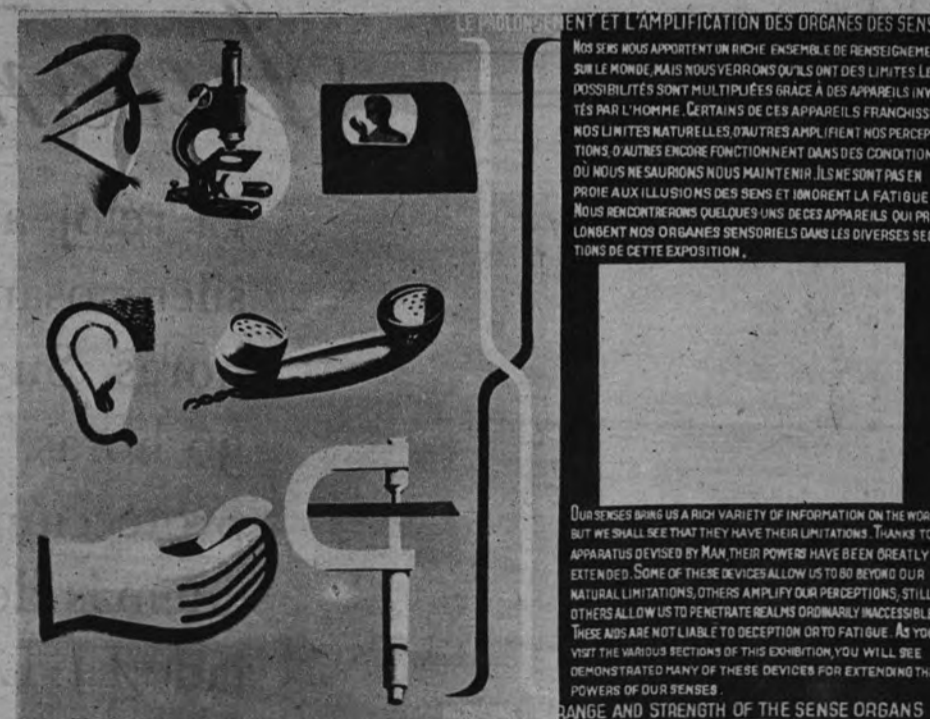 LE PROLONGEMENT ET L'AMPLIFICATION DES ORGANES DES SENS
NOS SENS NOUS APPORTENT UN RICHE ENSEMBLE DE RENSEIGNEME
SUR LE MONDE, MAIS NOUS VERRONS QU'ILS ONT DES LIMITES. LE
POSSIBILITÉS SONT MULTIPLIÉES GRÂCE À DES APPAREILS INV
TÉS PAR L'HOMME. CERTAINS DE CES APPAREILS FRANCHISS
NOS LIMITES NATURELLES, D'AUTRES AMPLIFIENT NOS PERCEP
TIONS, D'AUTRES ENCORE FONCTIONNENT DANS DES CONDITION
OÙ NOUS NE SAURIONS NOUS MAINTENIR. ILS NE SONT PAS EN
PROIE AUX ILLUSIONS DES SENS ET IGNORENT LA FATIGUE
NOUS RENCONTRERONS QUELQUES UNS DE CES APPAREILS QUI PR
LONGENT NOS ORGANES SENSORIELS DANS LES DIVERSES SEC
TIONS DE CETTE EXPOSITION.
OUR SENSES BRING US A RICH VARIETY OF INFORMATION ON THE WOR
BUT WE SHALL SEE THAT THEY HAVE THEIR LIMITATIONS. THANKS TO
APPARATUS DEVISED BY MAN, THEIR POWERS HAVE BEEN GREATLY
EXTENDED. SOME OF THESE DEVICES ALLOW US TO GO BEYOND OUR
NATURAL LIMITATIONS, OTHERS AMPLIFY OUR PERCEPTIONS, STILL
OTHERS ALLOW US TO PENETRATE REALMS ORDINARILY INACCESSIBLE
THESE AIDS ARE NOT LIABLE TO DECEPTION OR TO FATIGUE. AS YOU
VISIT THE VARIOUS SECTIONS OF THIS EXHIBITION, YOU WILL SEE
DEMONSTRATED MANY OF THESE DEVICES FOR EXTENDING THE
POWERS OF OUR SENSES.
RANGE AND STRENGTH OF THE SENSE ORGANS